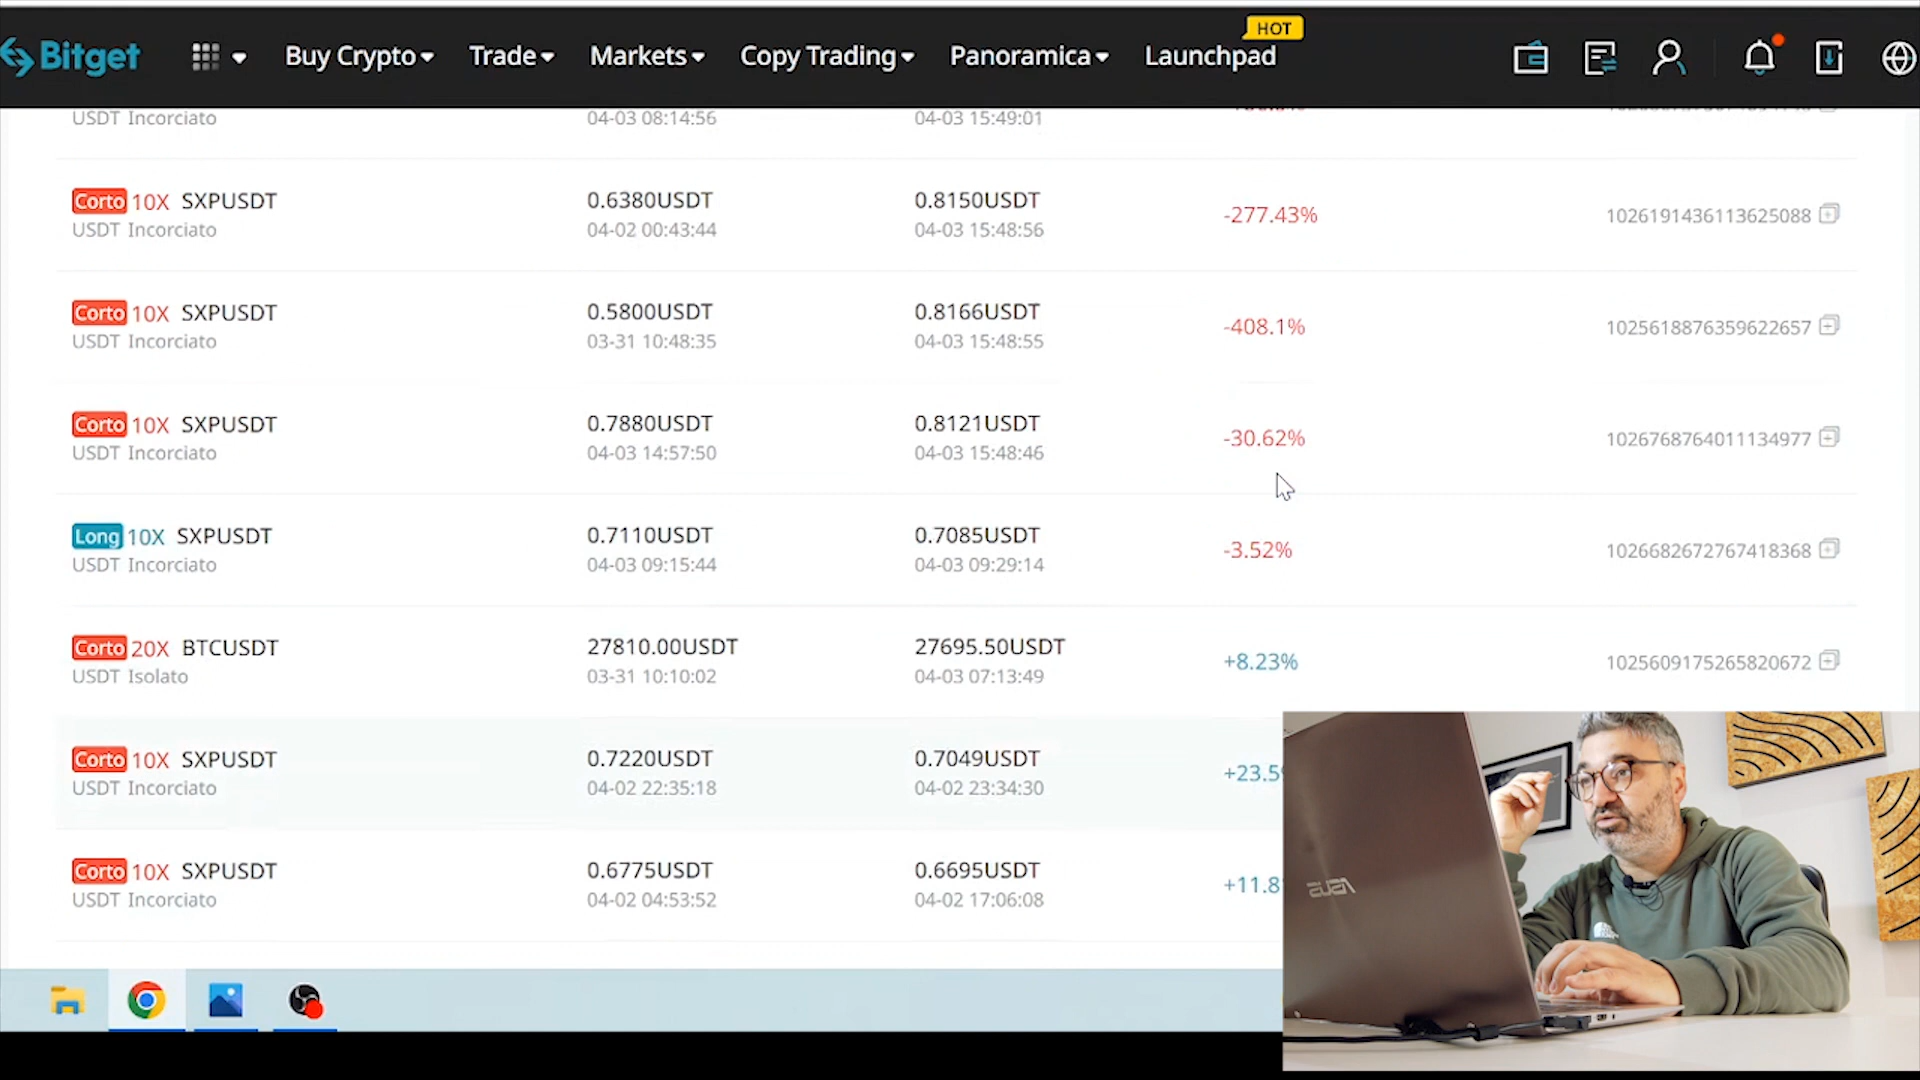 Bitget Buy Crypto Trade Markets Copy Trading Panoramica Launchpad HOT
USDT Incorciato 04-03 08:14:56 04-03 15:49:01
Corto 10X SXPUSDT 0.6380USDT 0.8150USDT -277.43% 1026191436113625088
USDT Incorciato 04-02 00:43:44 04-03 15:48:56
Corto 10X SXPUSDT 0.5800USDT 0.8166USDT -408.1% 1025618876359622657
USDT Incorciato 03-31 10:48:35 04-03 15:48:55
Corto 10X SXPUSDT 0.7880USDT 0.8121USDT -30.62% 1026768764011134977
USDT Incorciato 04-03 14:57:50 04-03 15:48:46
Long 10X SXPUSDT 0.7110USDT 0.7085USDT -3.52% 1026682672767418368
USDT Incorciato 04-03 09:15:44 04-03 09:29:14
Corto 20X BTCUSDT 27810.00USDT 27695.50USDT +8.23% 1025609175265820672
USDT Isolato 03-31 10:10:02 04-03 07:13:49
Corto 10X SXPUSDT 0.7220USDT 0.7049USDT +23.5
USDT Incorciato 04-02 22:35:18 04-02 23:34:30
Corto 10X SXPUSDT 0.6775USDT 0.6695USDT +11.8
USDT Incorciato 04-02 04:53:52 04-02 17:06:08
ASUS